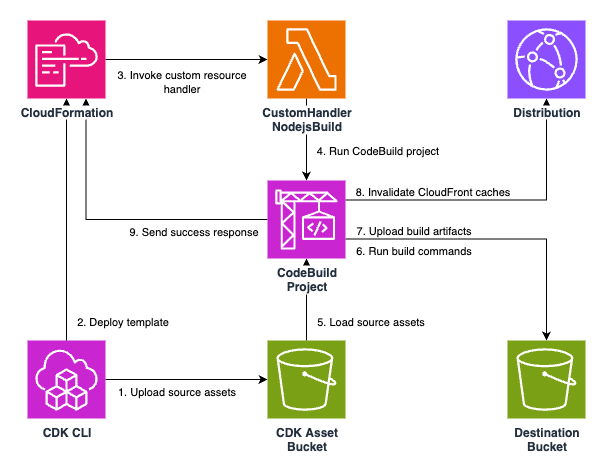 3. Invoke custom resource
handler
CloudFormation
CustomHandler
NodejsBuild
Distribution
4. Run CodeBuild project
8. Invalidate CloudFront caches
9. Send success response
7. Upload build artifacts
6. Run build commands
</>
CodeBuild
Project
2. Deploy template
5. Load source assets
1. Upload source assets
CDK CLI
CDK Asset
Bucket
Destination
Bucket